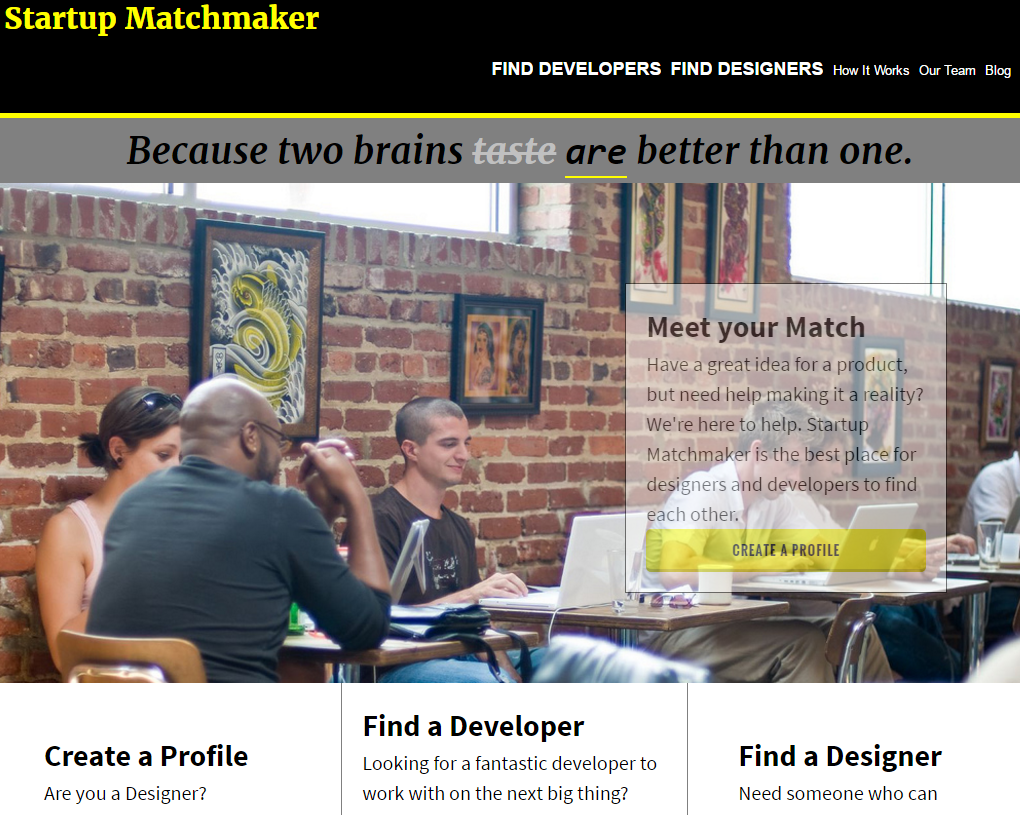 Startup Matchmaker
FIND DEVELOPERS FIND DESIGNERS How It Works Our Team Blog
Because two brains taste are better than one.
Meet your Match
Have a great idea for a product,
but need help making it a reality?
We're here to help. Startup
Matchmaker is the best place for
designers and developers to find
each other.
CREATE A PROFILE
Create a Profile
Are you a Designer?
Find a Developer
Looking for a fantastic developer to
work with on the next big thing?
Find a Designer
Need someone who can